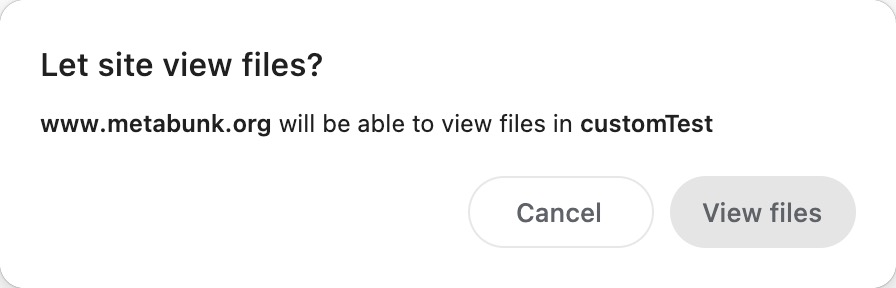 Let site view files?
www.metabunk.org will be able to view files in customTest
Cancel
View files